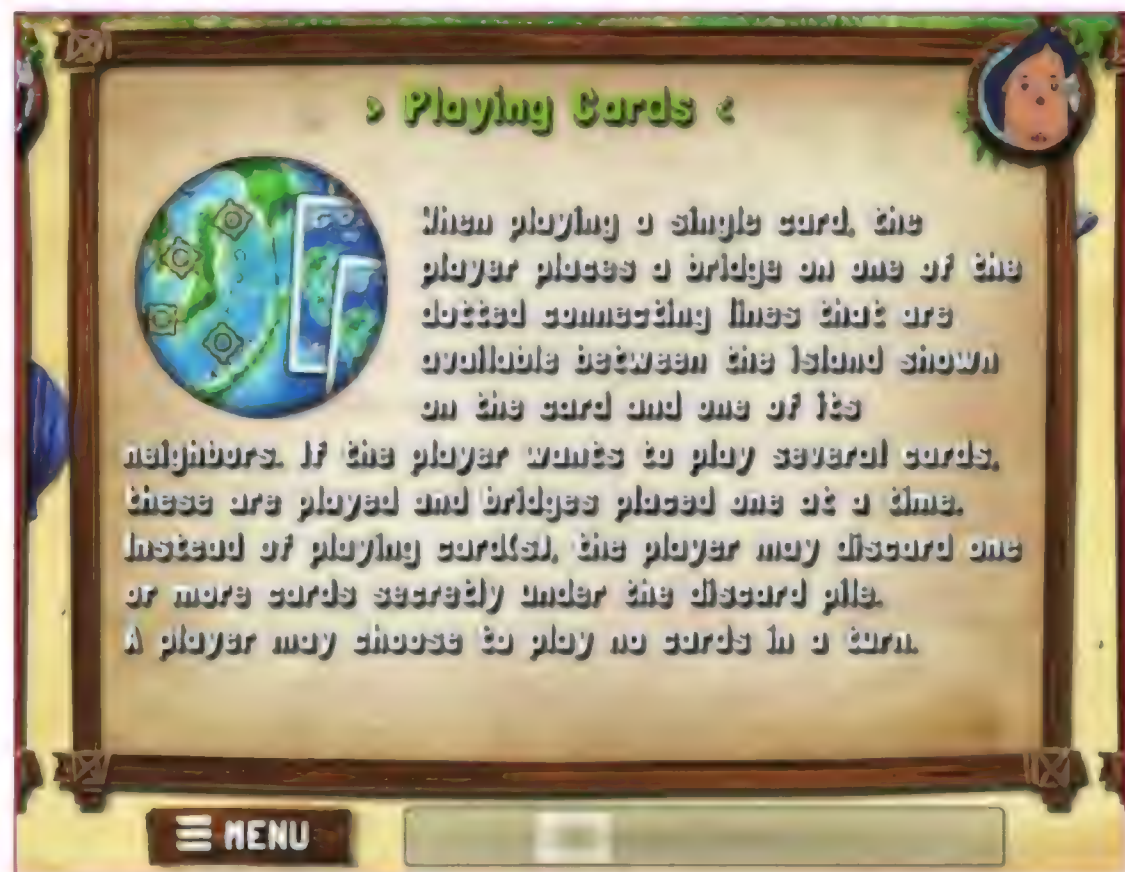 > Playing Cards <
When playing a single card, the
player places a bridge on one of the
dotted connecting lines that are
available between the island shown
on the card and one of its
neighbors. If the player wants to play several cards,
these are played and bridges placed one at a time.
Instead of playing card(s), the player may discard one
or more cards secretly under the discard pile.
A player may choose to play no cards in a turn.
MENU